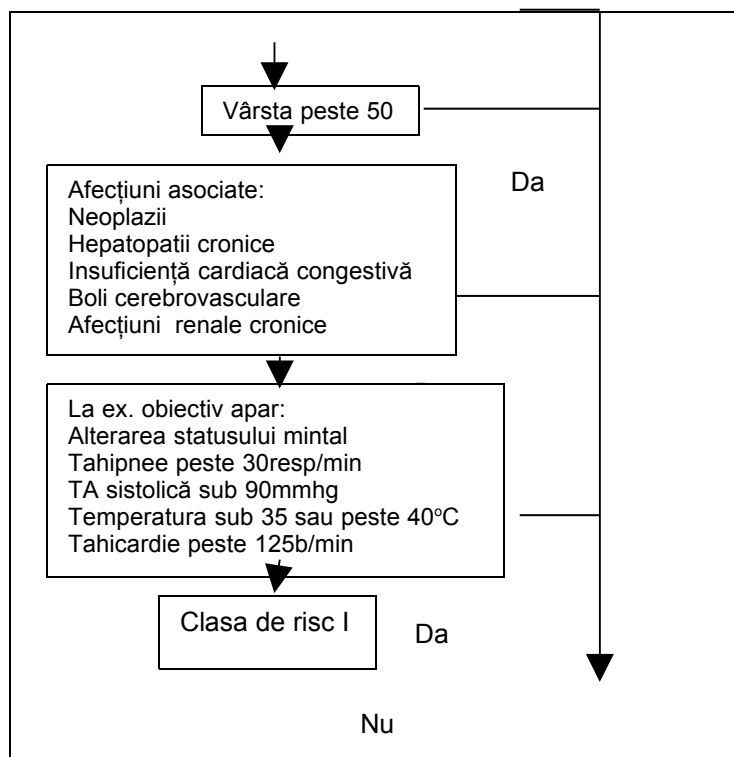 Vârsta peste 50
Da
Afecțiuni asociate:
Neoplazii
Hepatopatii cronice
Insuficiență cardiacă congestivă
Boli cerebrovasculare
Afecțiuni renale cronice
La ex. obiectiv apar:
Alterarea statusului mintal
Tahipnee peste 30resp/min
TA sistolică sub 90mmhg
Temperatura sub 35 sau peste 40°C
Tahicardie peste 125b/min
Clasa de risc I
Da
Nu